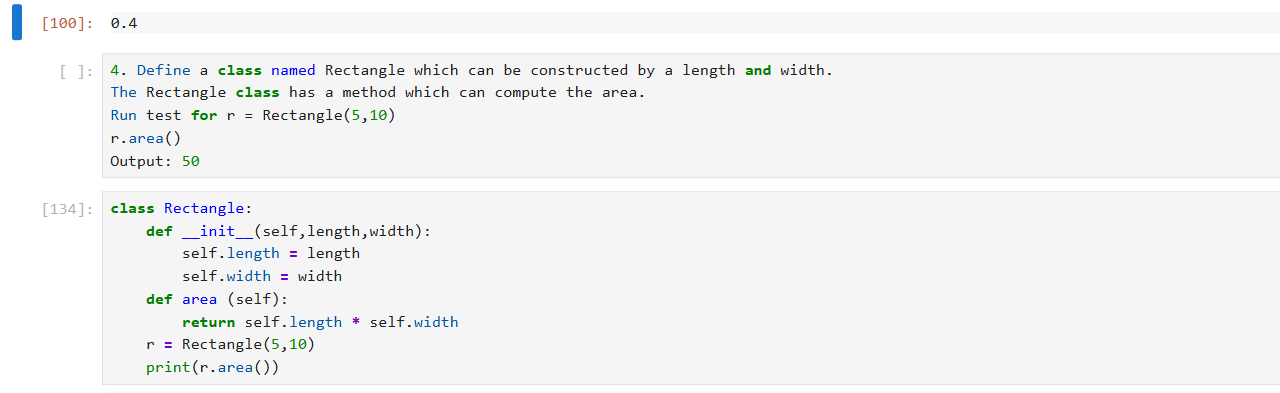 [100]: 0.4
[ ]: 4. Define a class named Rectangle which can be constructed by a length and width.
The Rectangle class has a method which can compute the area.
Run test for r = Rectangle(5,10)
r.area()
Output: 50
[134]: class Rectangle:
    def __init__(self,length,width):
        self.length = length
        self.width = width
    def area (self):
        return self.length * self.width
    r = Rectangle(5,10)
    print(r.area())